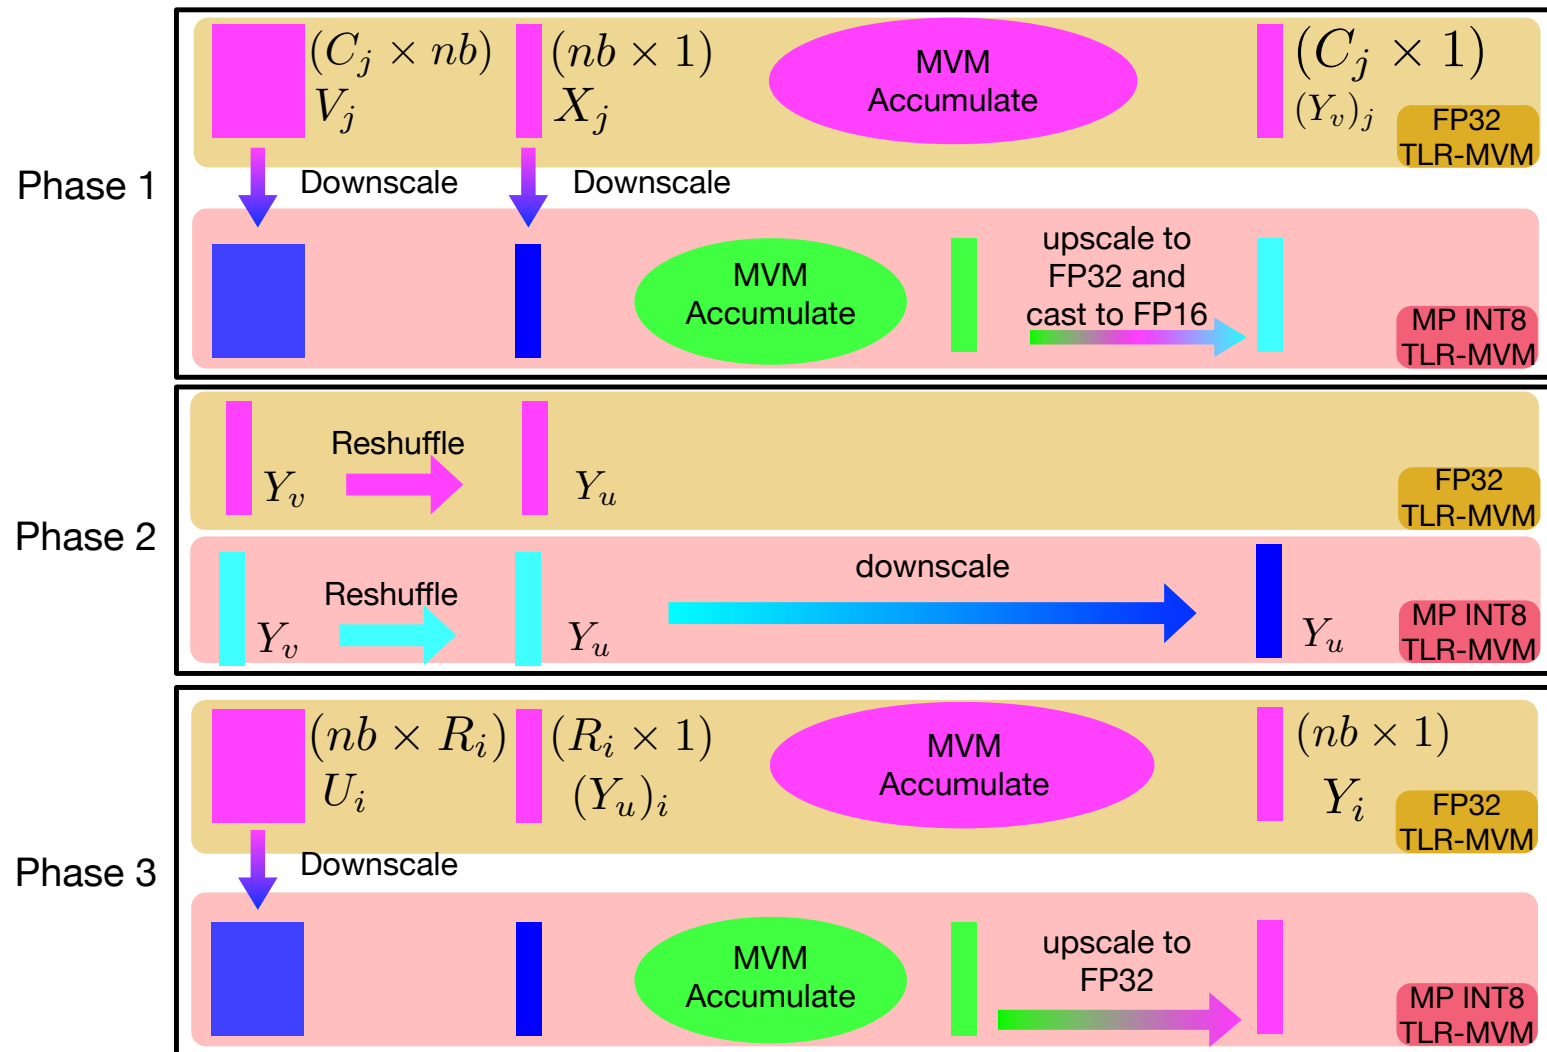 Phase 1
(C_j × nb)
V_j
(nb × 1)
X_j
MVM
Accumulate
(C_j × 1)
(Y_v)_j
FP32
TLR-MVM
Downscale
Downscale
MVM
Accumulate
upscale to
FP32 and
cast to FP16
MP INT8
TLR-MVM
Phase 2
Y_v
Reshuffle
Y_u
FP32
TLR-MVM
Y_v
Reshuffle
Y_u
downscale
Y_u
MP INT8
TLR-MVM
Phase 3
(nb × R_i)
U_i
(R_i × 1)
(Y_u)_i
MVM
Accumulate
(nb × 1)
Y_i
FP32
TLR-MVM
Downscale
MVM
Accumulate
upscale to
FP32
MP INT8
TLR-MVM